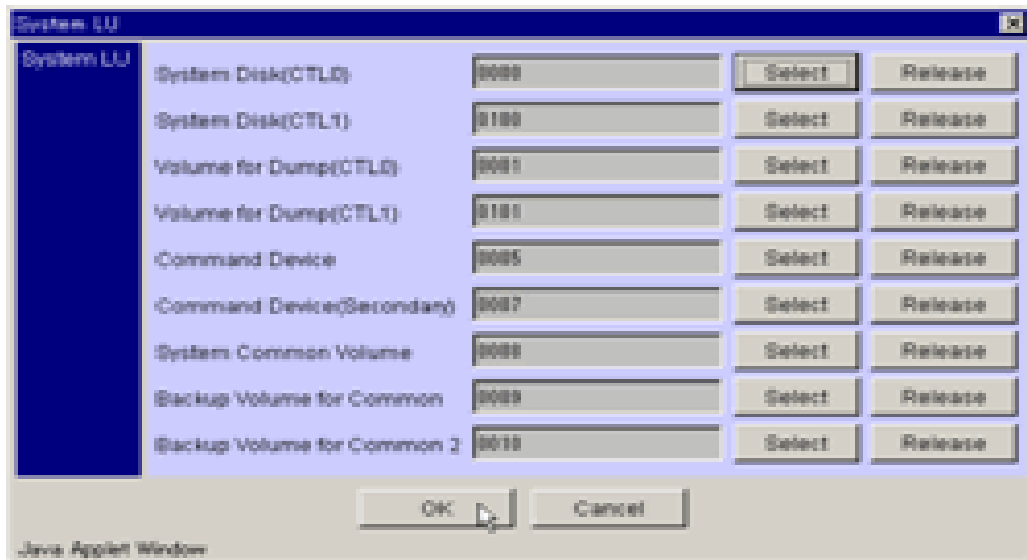 System LU
System LU
System Disk(CTL0) 0000 Select Release
System Disk(CTL1) 0100 Select Release
Volume for Dump(CTL0) 0001 Select Release
Volume for Dump(CTL1) 0101 Select Release
Command Device 0005 Select Release
Command Device(Secondary) 0007 Select Release
System Common Volume Select Release
Backup Volume for Common 0009 Select Release
Backup Volume for Common 2 0010 Select Release
OK Cancel
Java Applet Window